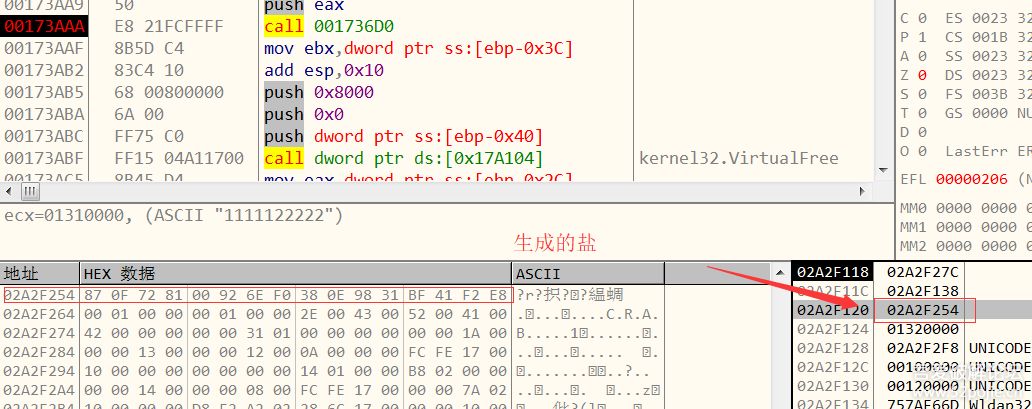 00173AA9 50 push eax
00173AAA E8 21FCFFFF call 001736D0
00173AAF 8B5D C4 mov ebx,dword ptr ss:[ebp-0x3C]
00173AB2 83C4 10 add esp,0x10
00173AB5 68 00800000 push 0x8000
00173ABA 6A 00 push 0x0
00173ABC FF75 C0 push dword ptr ss:[ebp-0x40]
00173ABF FF15 04A11700 call dword ptr ds:[0x17A104] kernel32.VirtualFree
00173AC5 8B45 D4 mov eax,dword ptr ss:[ebp-0x2C]
C 0 ES 0023 32
P 1 CS 001B 32
A 0 SS 0023 32
Z 0 DS 0023 32
S 0 FS 003B 32
T 0 GS 0000 NU
D 0
O 0 LastErr ER
EFL 00000206 (N
MM0 0000 0000 0
MM1 0000 0000 0
MM2 0000 0000 0
ecx=01310000, (ASCII "1111122222")
生成的盐
地址 HEX 数据 ASCII
02A2F254 87 0F 72 81 00 92 6E F0 38 0E 98 31 BF 41 F2 E8
02A2F264 00 01 00 00 00 01 00 00 2E 00 43 00 52 00 41 00 ....C.R.A.
02A2F274 42 00 00 00 00 00 31 01 00 00 00 00 00 00 1A 00
02A2F284 00 00 13 00 00 00 12 00 0A 00 00 00 FC FE 17 00
02A2F294 10 00 00 00 00 00 00 00 14 01 00 00 B8 02 00 00
02A2F2A4 00 00 14 00 00 00 08 00 FC FE 17 00 00 00 7A 02
02A2F118 02A2F27C
02A2F11C 02A2F138
02A2F120 02A2F254
02A2F124 01320000
02A2F128 02A2F2F8 UNICODE
02A2F12C 00180000 UNICODE
02A2F130 00120000 UNICODE
02A2F134 757AF66D Wldap32